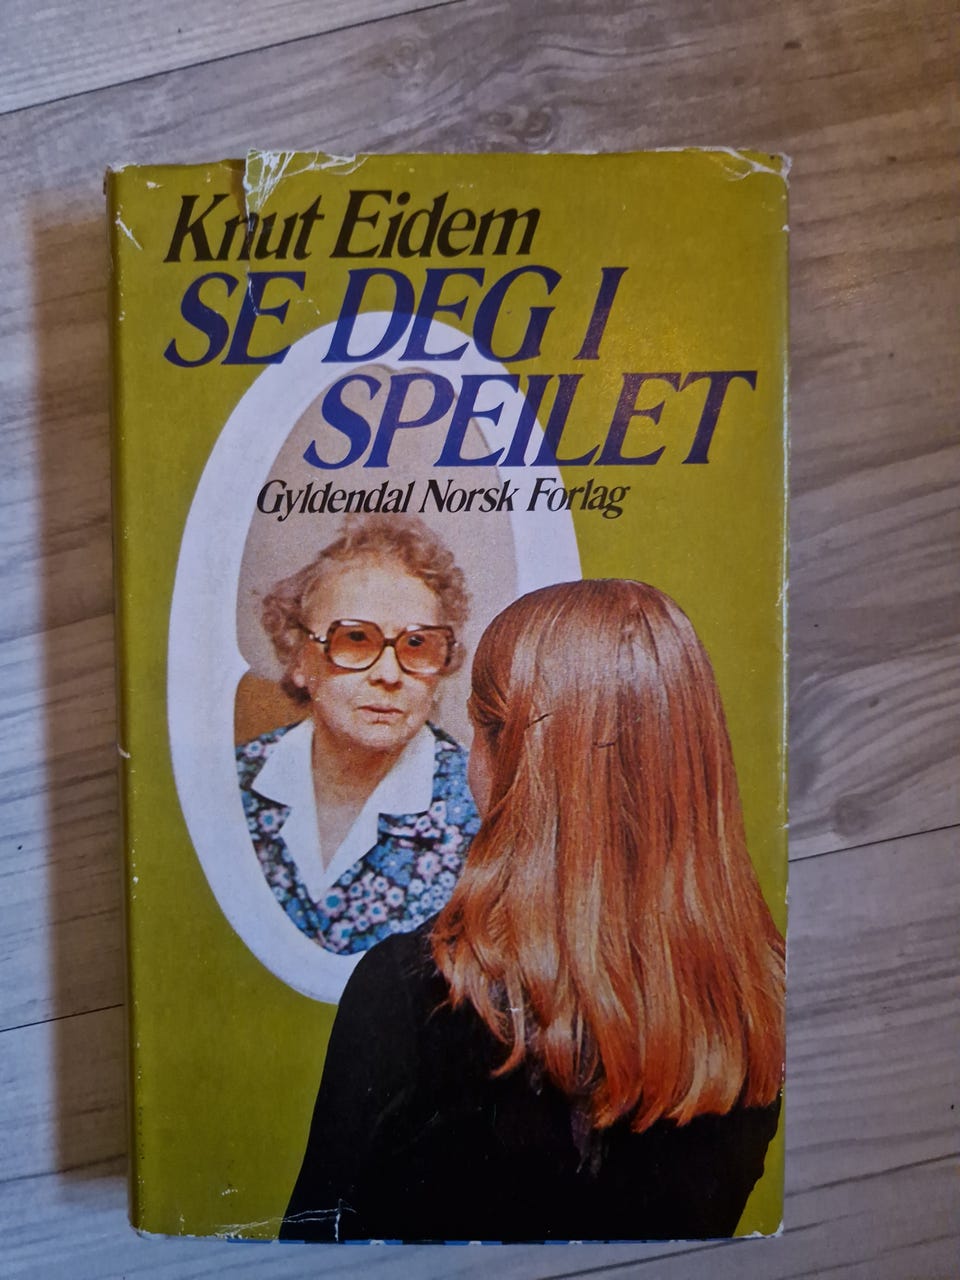 Knut Eidem
SE DEG I
SPEILET
Gyldendal Norsk Forlag